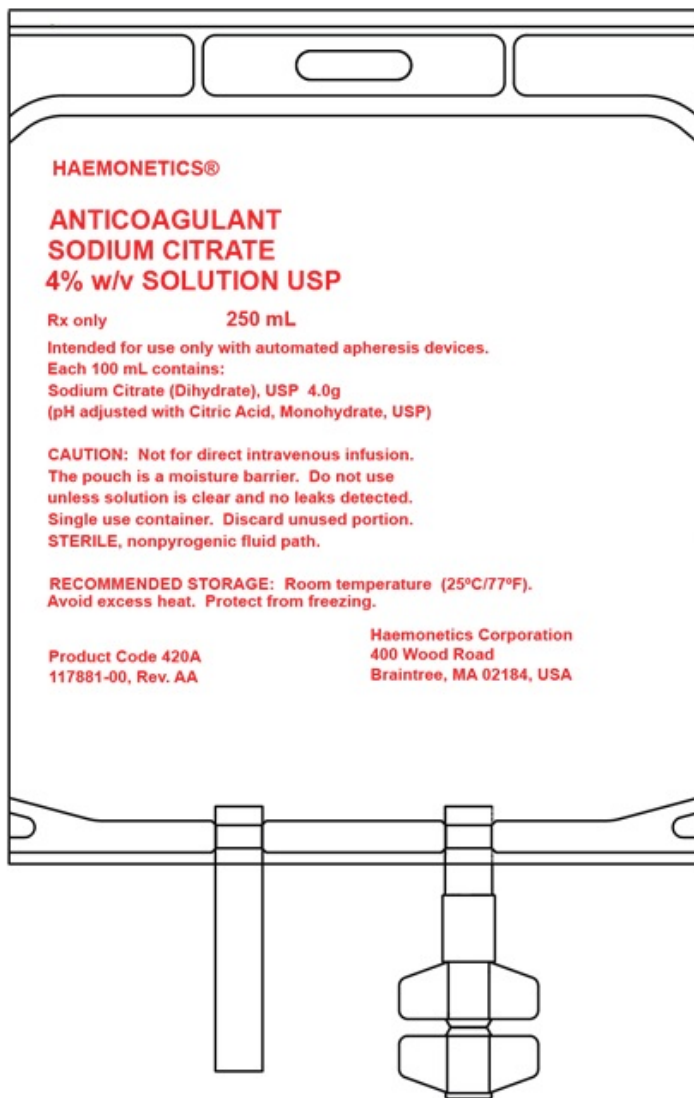 HAEMONETICS®
ANTICOAGULANT
SODIUM CITRATE
4% w/v SOLUTION USP
Rx only 250 mL
Intended for use only with automated apheresis devices.
Each 100 mL contains:
Sodium Citrate (Dihydrate), USP 4.0g
(pH adjusted with Citric Acid, Monohydrate, USP)
CAUTION: Not for direct intravenous infusion.
The pouch is a moisture barrier. Do not use
unless solution is clear and no leaks detected.
Single use container. Discard unused portion.
STERILE, nonpyrogenic fluid path.
RECOMMENDED STORAGE: Room temperature (25ºC/77ºF).
Avoid excess heat. Protect from freezing.
Product Code 420A
117881-00, Rev. AA
Haemonetics Corporation
400 Wood Road
Braintree, MA 02184, USA